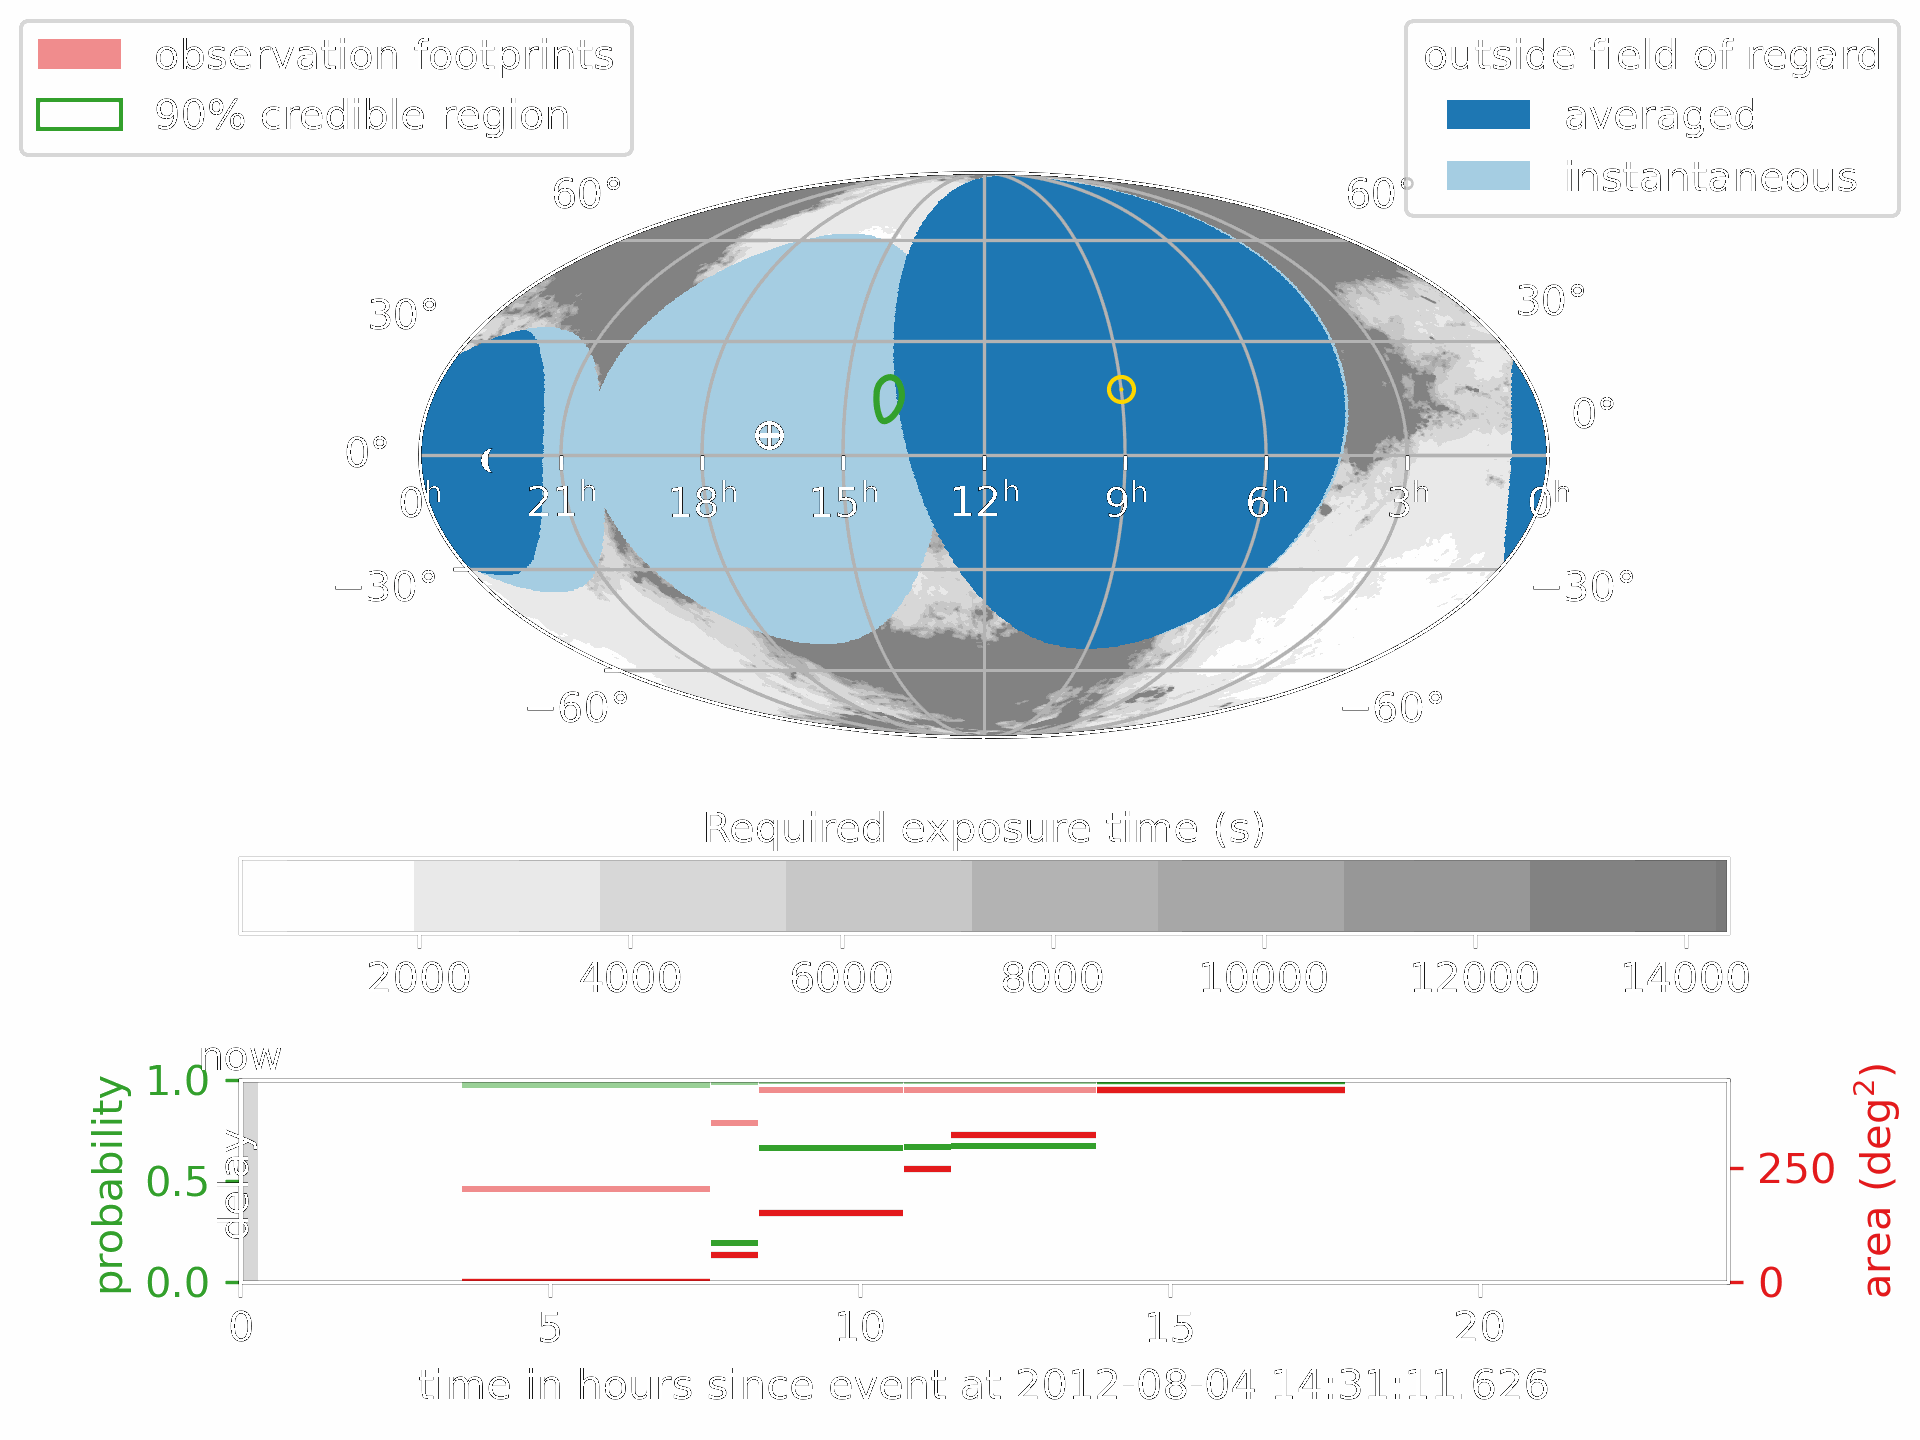 observation footprints
90% credible region
outside field of regard
averaged
instantaneous
60° 60°
30° 30°
0° 0°
0h 21h 18h 15h 12h 9h 6h 3h 0h
−30° −30°
−60° −60°
Required exposure time (s)
2000 4000 6000 8000 10000 12000 14000
now
delay
probability
1.0
0.5
0.0
area (deg²)
250
0
0 5 10 15 20
time in hours since event at 2012-08-04 14:31:11.626